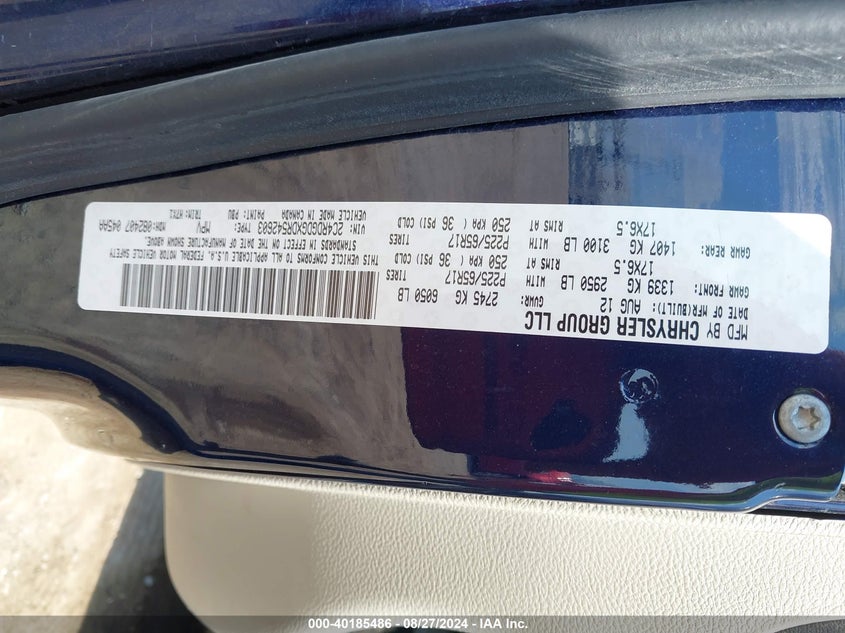 MFD BY CHRYSLER GROUP LLC
DATE OF MFR(BUILT): AUG 12 GVWR: 2745 KG 6050 LB
GAWR FRONT: 1339 KG 2950 LB WITH P225/65R17 TIRES
17X6.5 RIMS AT 250 KPA ( 36 PSI) COLD
GAWR REAR: 1407 KG 3100 LB WITH P225/65R17 TIRES
17X6.5 RIMS AT 250 KPA ( 36 PSI) COLD
THIS VEHICLE CONFORMS TO ALL APPLICABLE U.S.A. FEDERAL MOTOR VEHICLE SAFETY
STANDARDS IN EFFECT ON THE DATE OF MANUFACTURE SHOWN ABOVE.
VIN: 2C4RDGDGXDR542603 TYPE: MPV MDH: 082407 045AA
VEHICLE MADE IN CANADA PAINT: PBU TRIM: H7X1
000-40185486 - 08/27/2024 - IAAI.com